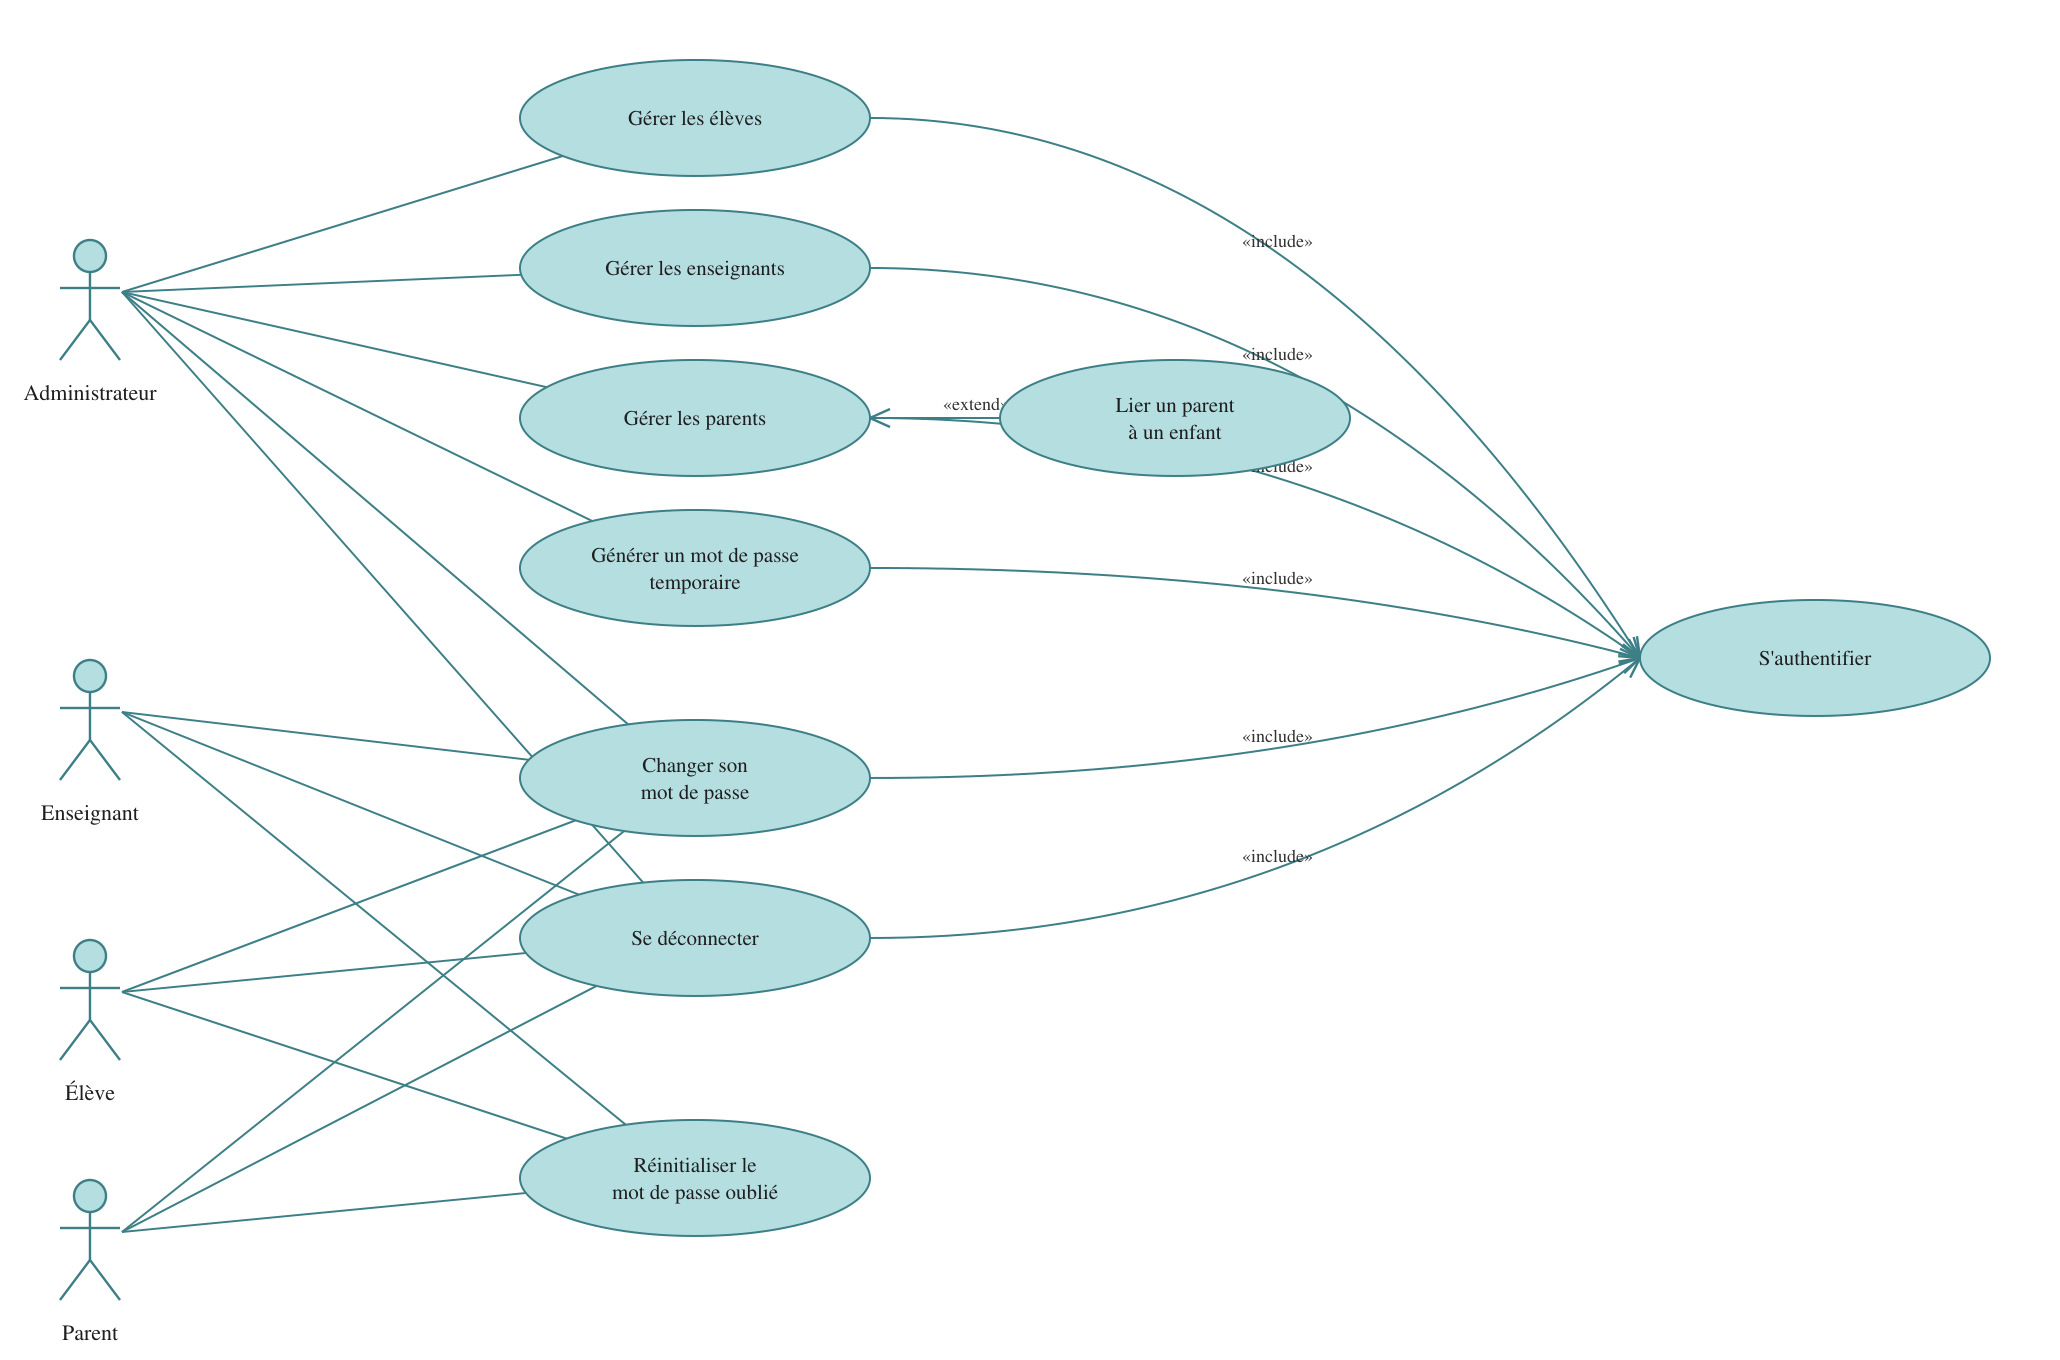 Gérer les élèves
«include»
Gérer les enseignants
«include»
Administrateur
«extend»
Lier un parent
à un enfant
Gérer les parents
«include»
Générer un mot de passe
temporaire
«include»
S'authentifier
Enseignant
Changer son
mot de passe
«include»
«include»
Se déconnecter
Élève
Réinitialiser le
mot de passe oublié
Parent